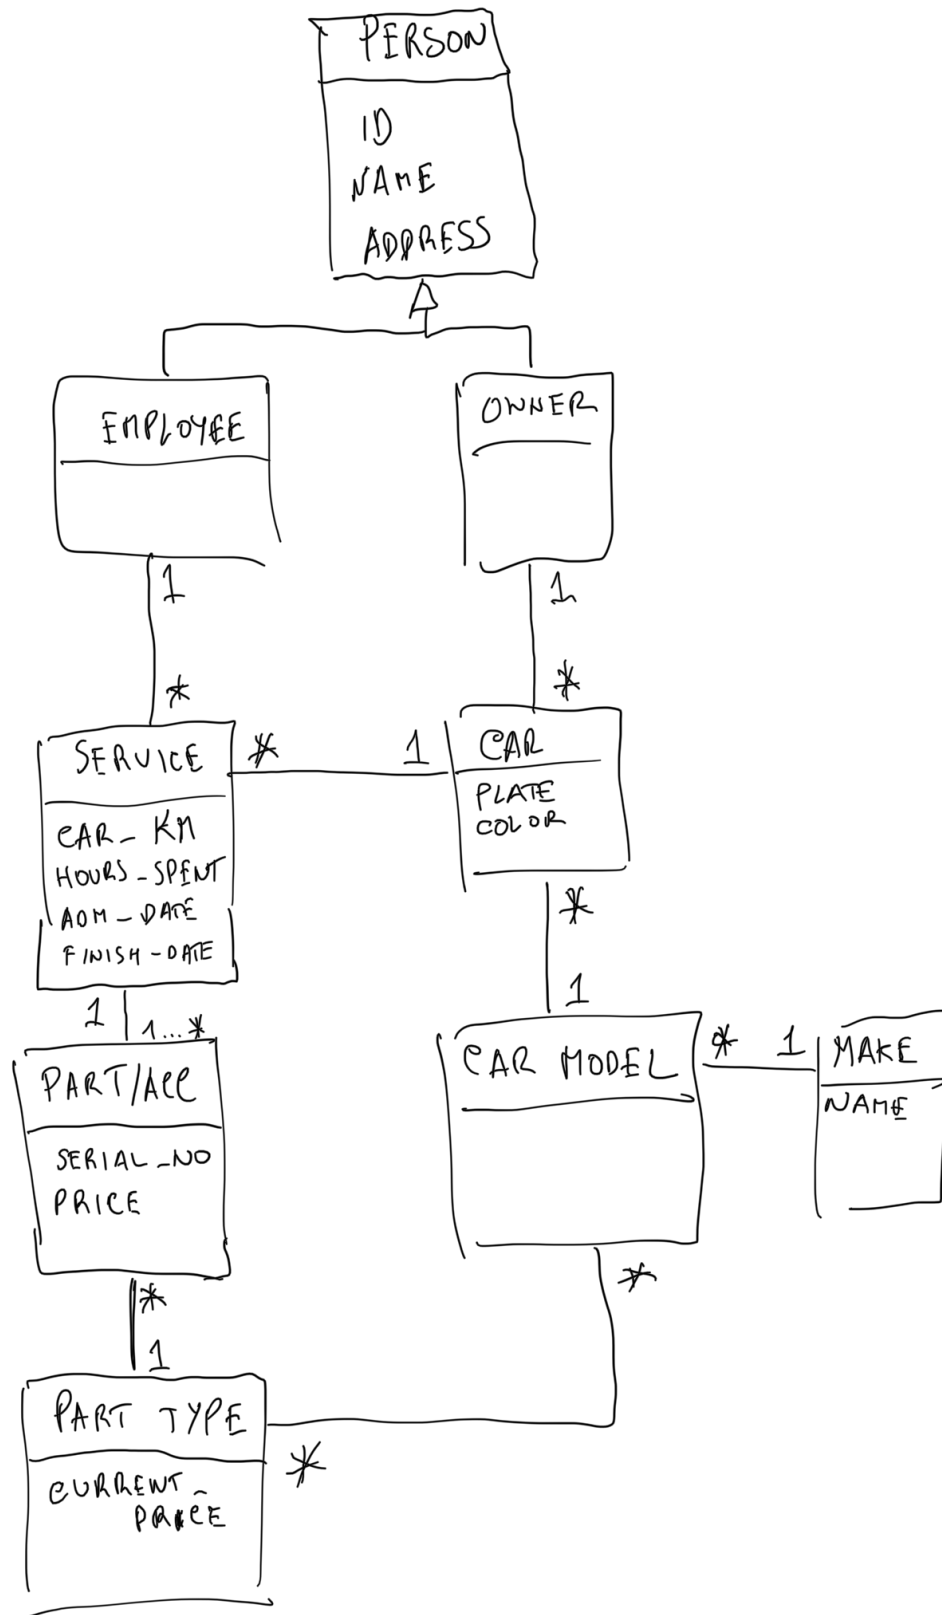 PERSON
ID
NAME
ADDRESS
EMPLOYEE
OWNER
1
1
*
*
SERVICE
* 1
CAR
CAR_KM
HOURS_SPENT
ADM_DATE
FINISH-DATE
PLATE
COLOR
*
1
1
1...*
PART/ACC
SERIAL_NO
PRICE
CAR MODEL
* 1
MAKE
NAME
*
1
*
PART TYPE
*
CURRENT_
PRICE